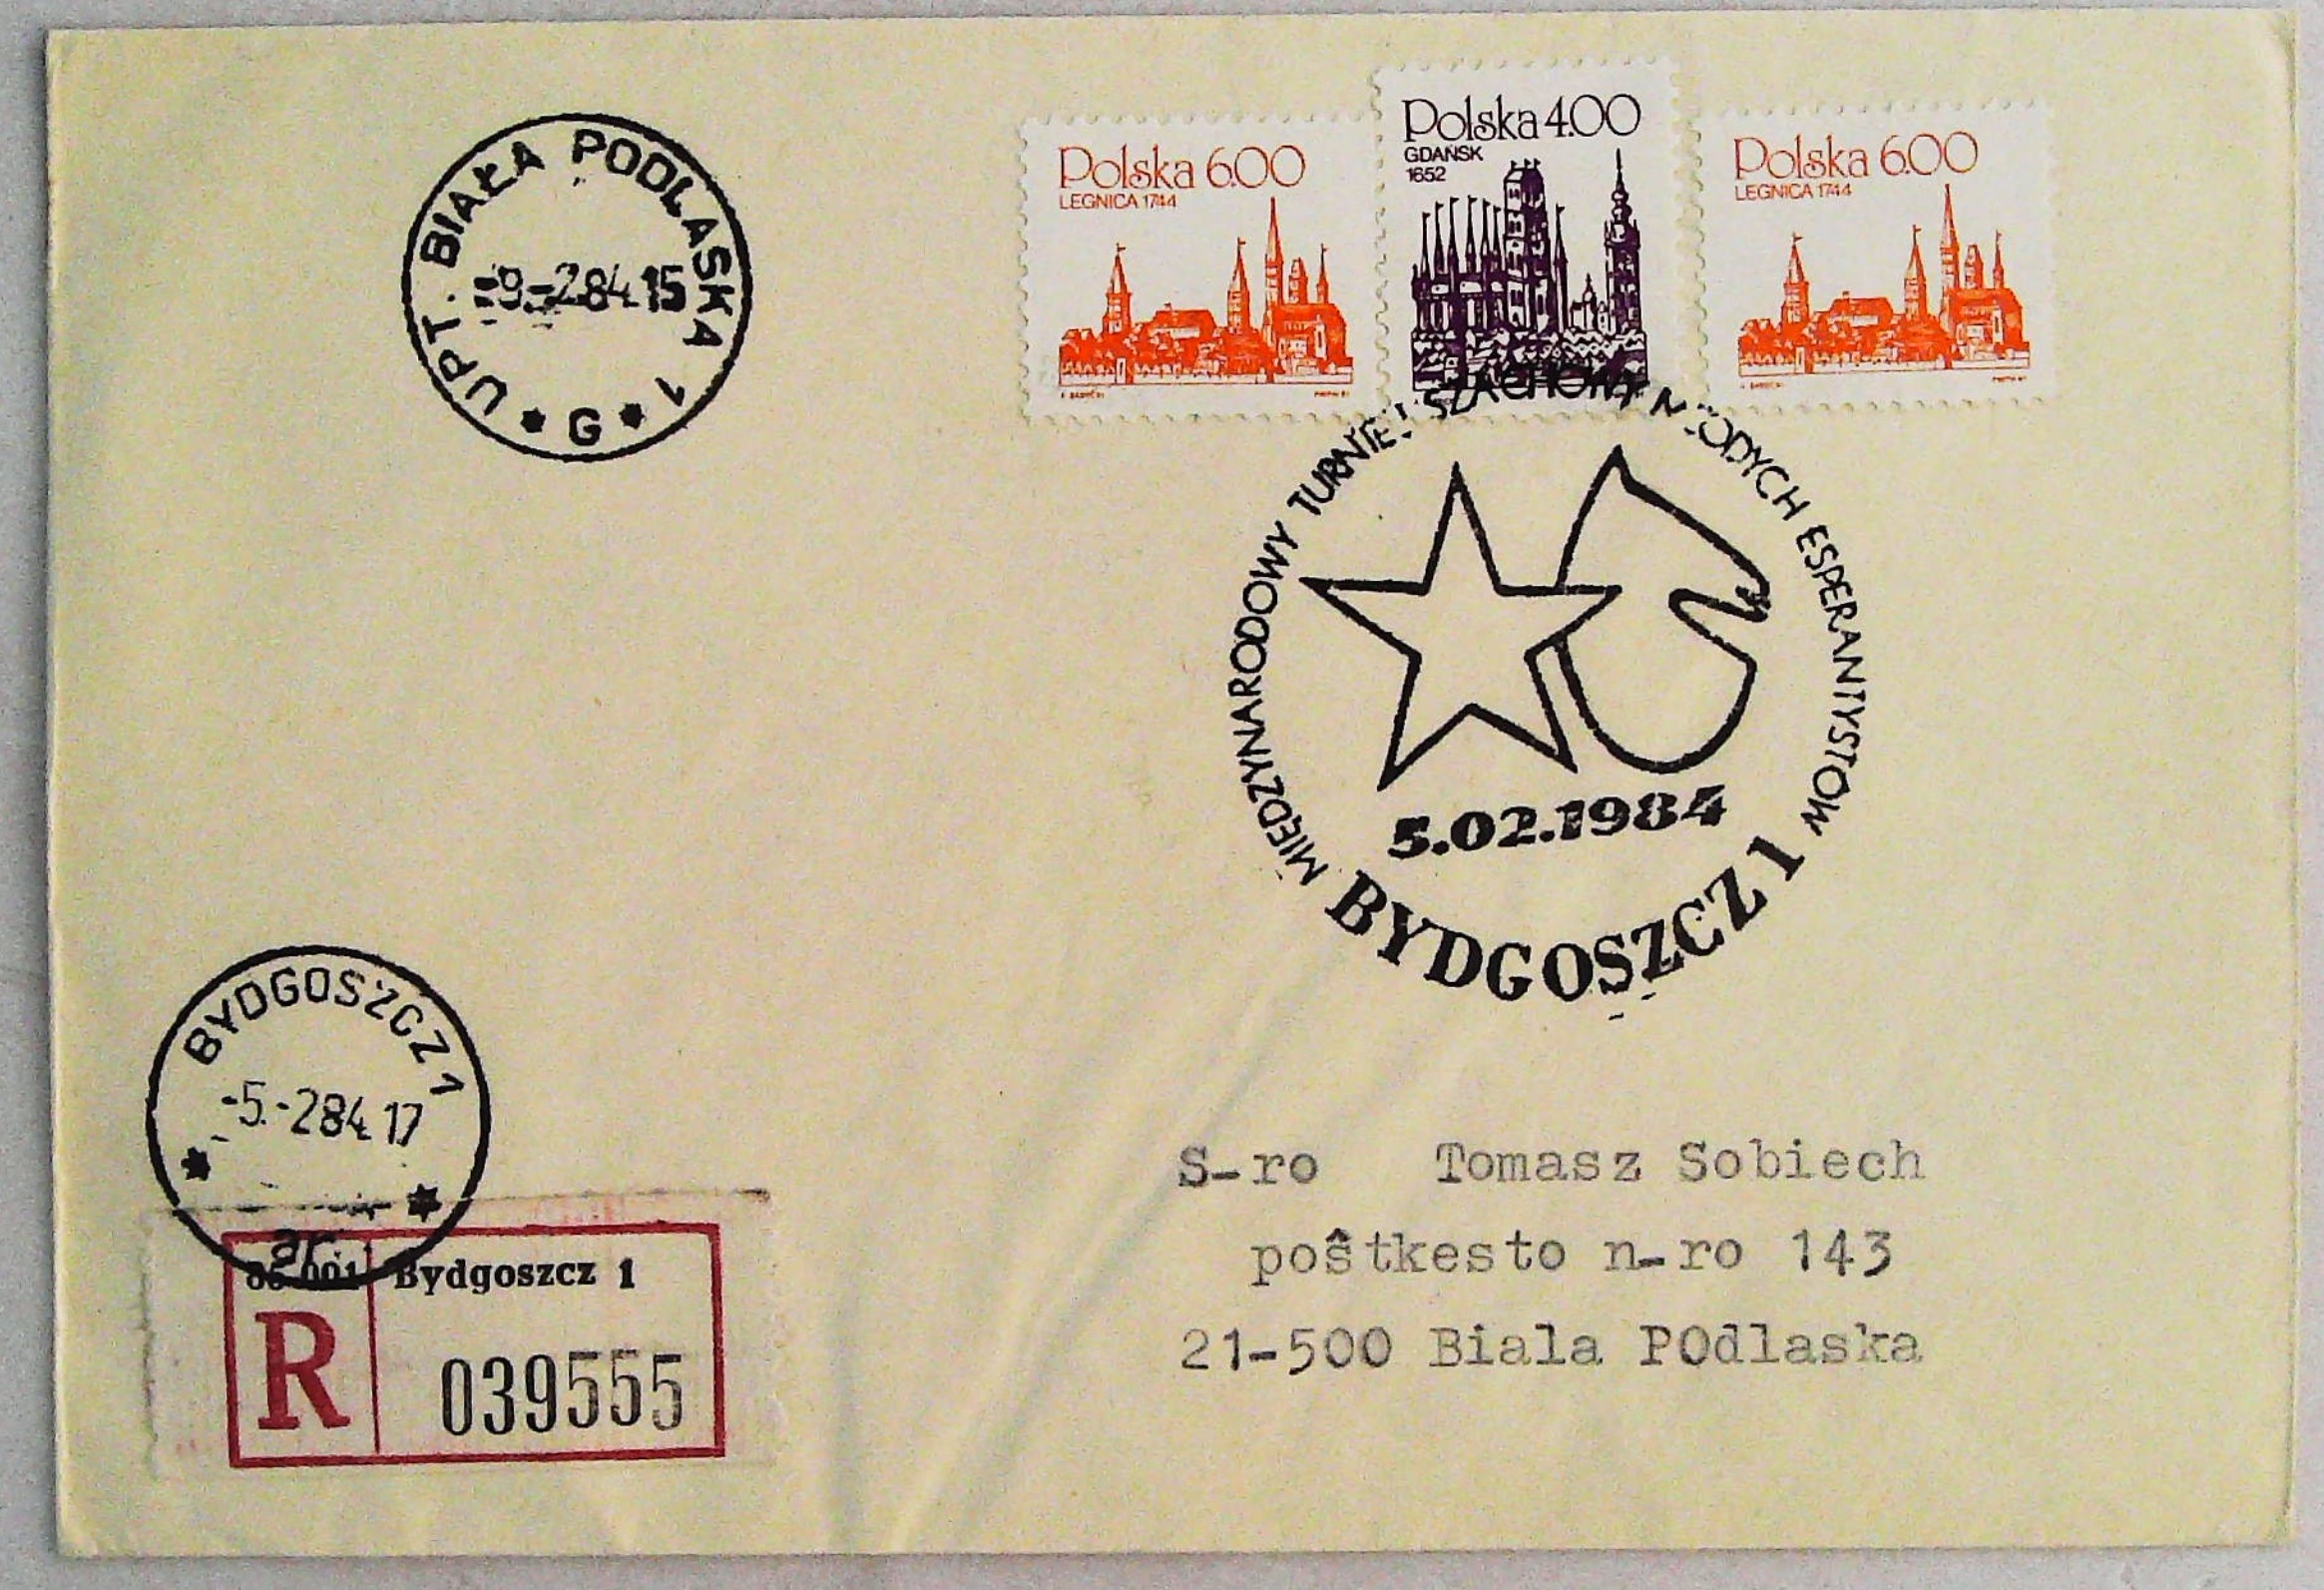 UPT. BIAŁA PODLASKA 1
-9.-2.84.15
* G *
Polska 6.00
LEGNICA 1744
Polska 4.00
GDAŃSK
1652
Polska 6.00
LEGNICA 1744
MIĘDZYNARODOWY TURNIEJ SZACHOWY MŁODYCH ESPERANTYSTÓW
5.02.1984
BYDGOSZCZ 1
BYDGOSZCZ 1
-5.-2.84.17
* ar *
Bydgoszcz 1
R
039555
S-ro Tomasz Sobiech
poŝtkesto n-ro 143
21-500 Biala POdlaska